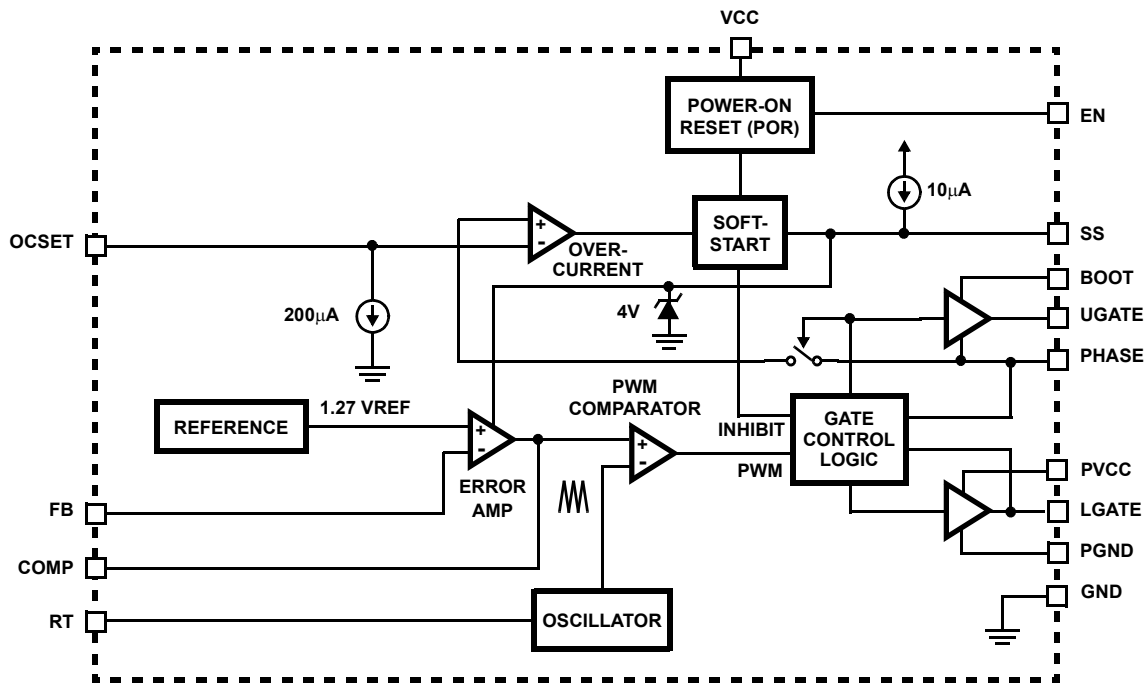 VCC
POWER-ON
RESET (POR)
EN
10µA
OCSET
+
-
OVER-
CURRENT
SOFT-
START
SS
BOOT
200µA
4V
UGATE
PHASE
REFERENCE
1.27 VREF
+
-
ERROR
AMP
PWM
COMPARATOR
+
-
INHIBIT
PWM
GATE
CONTROL
LOGIC
PVCC
FB
LGATE
COMP
PGND
GND
RT
OSCILLATOR